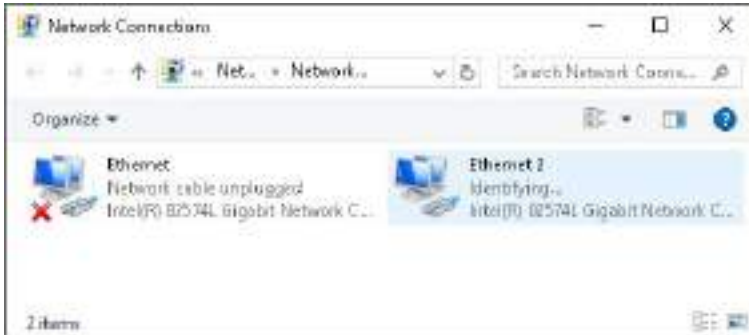 Network Connections
« Net... › Network...
Search Network Conne...
Organize
Ethernet
Network cable unplugged
Intel(R) 82574L Gigabit Network C...
Ethernet 2
Identifying...
Intel(R) 82574L Gigabit Network C...
2 items